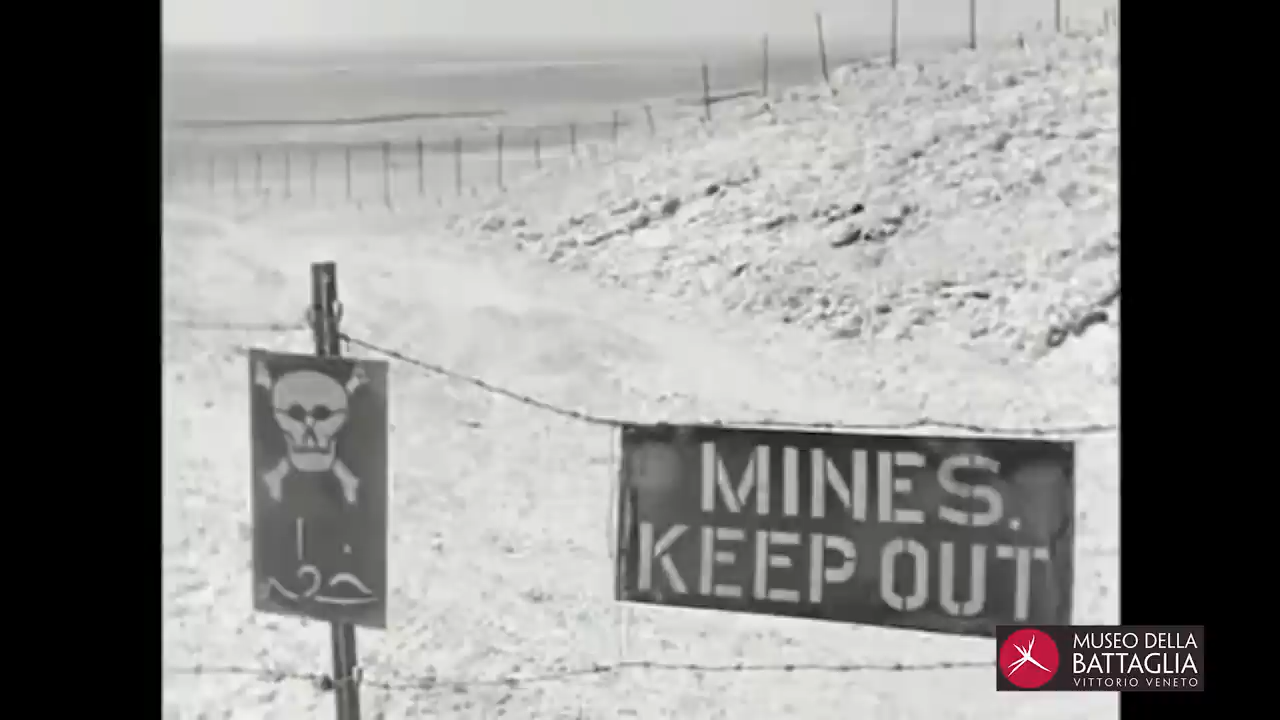 MINES.
KEEP OUT
MUSEO DELLA
BATTAGLIA
VITTORIO VENETO